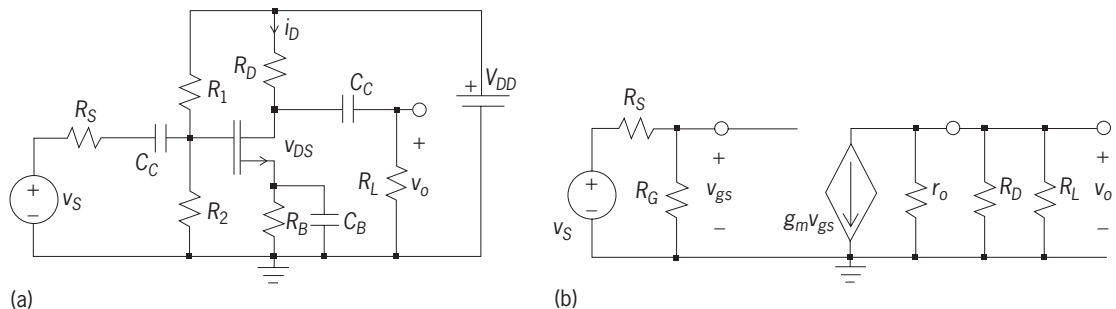 i_D
R_D
V_DD
+
R_1
C_C
R_S
R_S
+
C_C
v_DS
+
+
v_S
−
R_2
R_B
C_B
R_L
v_o
v_S
+
−
R_G
v_gs
−
g_m v_gs
r_o
R_D
R_L
+
v_o
−
(a)
(b)